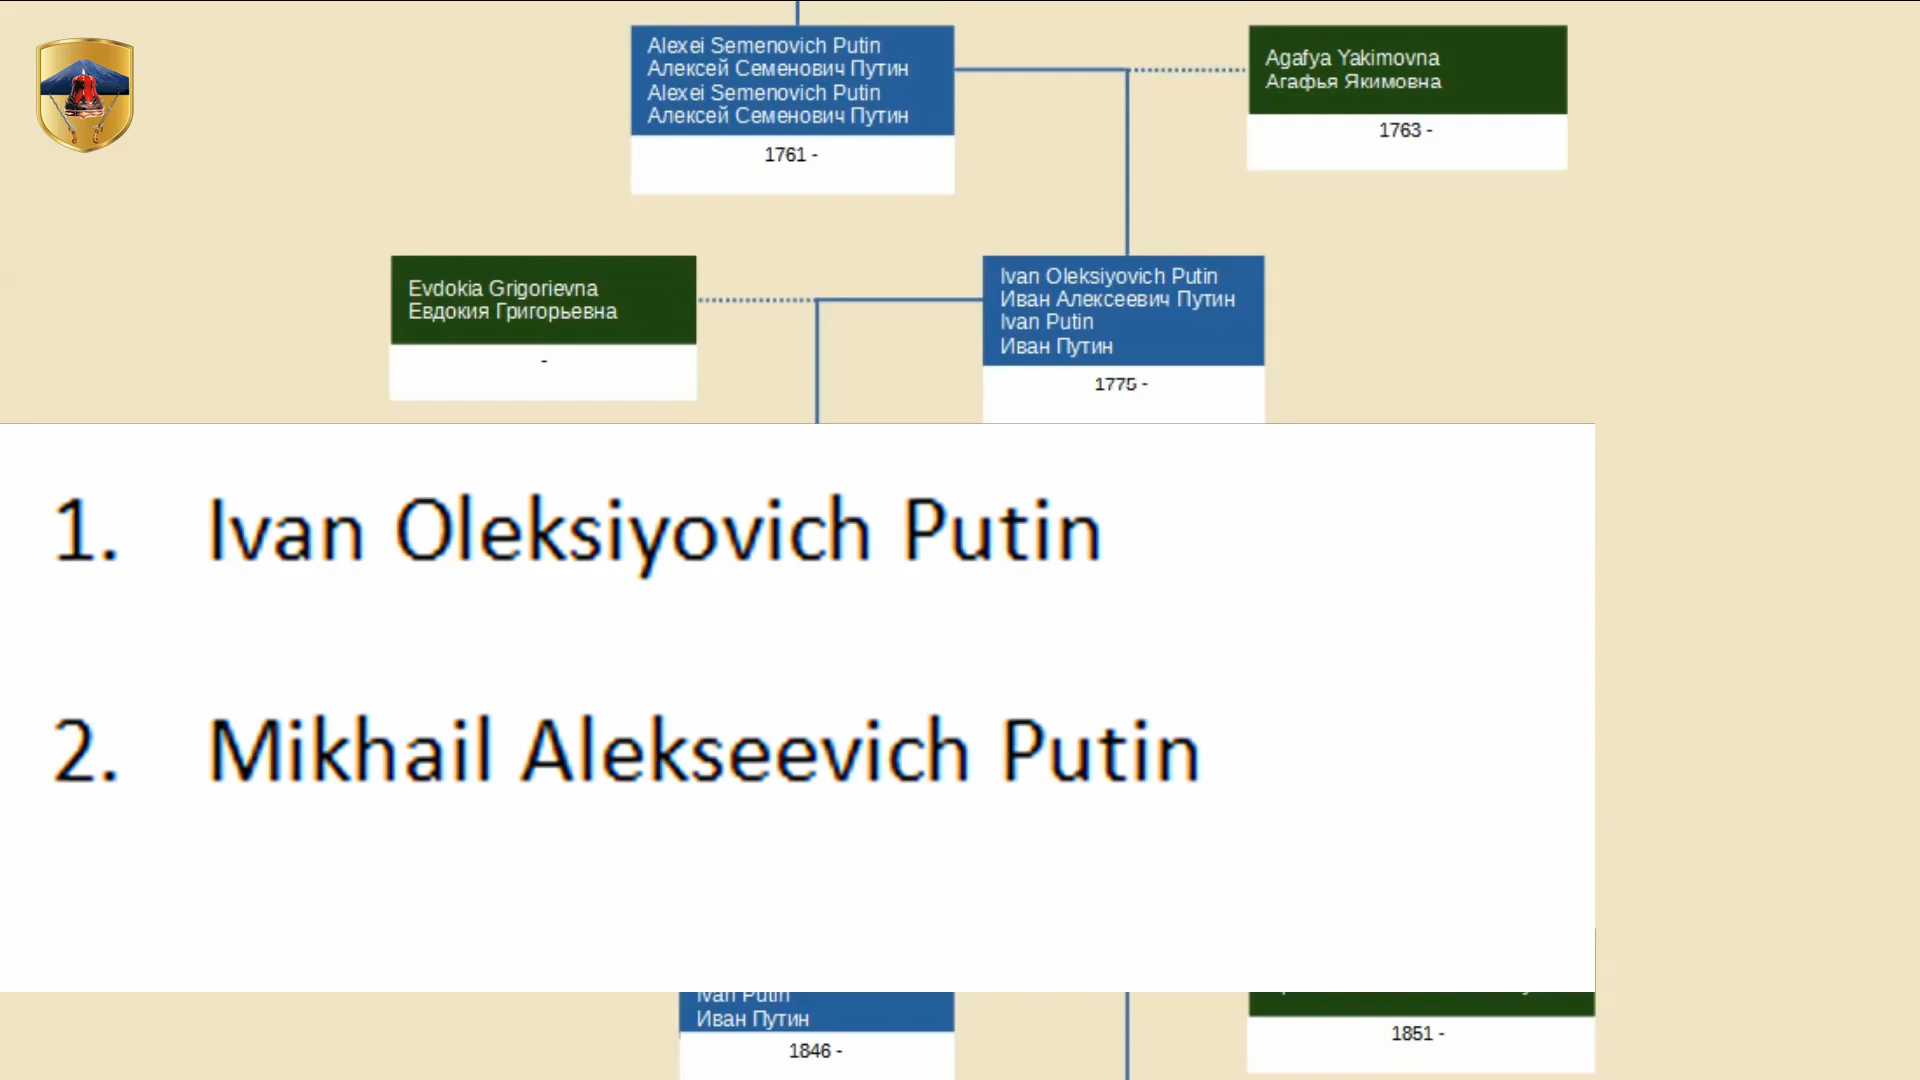 Alexei Semenovich Putin
Алексей Семенович Путин
Alexei Semenovich Putin
Алексей Семенович Путин
1761 -
Agafya Yakimovna
Агафья Якимовна
1763 -
Evdokia Grigorievna
Евдокия Григорьевна
-
Ivan Oleksiyovich Putin
Иван Алексеевич Путин
Ivan Putin
Иван Путин
1775 -
1. Ivan Oleksiyovich Putin
2. Mikhail Alekseevich Putin
Ivan Putin
Иван Путин
1846 -
1851 -